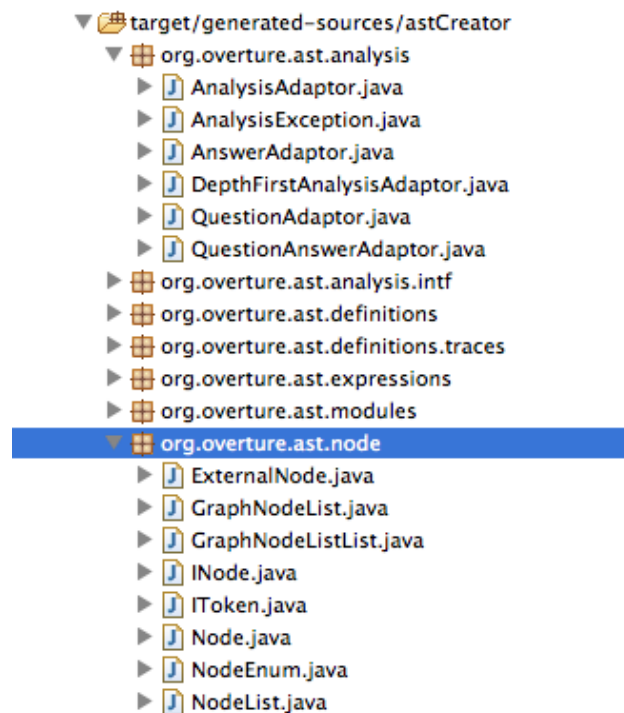 target/generated-sources/astCreator
org.overture.ast.analysis
AnalysisAdaptor.java
AnalysisException.java
AnswerAdaptor.java
DepthFirstAnalysisAdaptor.java
QuestionAdaptor.java
QuestionAnswerAdaptor.java
org.overture.ast.analysis.intf
org.overture.ast.definitions
org.overture.ast.definitions.traces
org.overture.ast.expressions
org.overture.ast.modules
org.overture.ast.node
ExternalNode.java
GraphNodeList.java
GraphNodeListList.java
INode.java
IToken.java
Node.java
NodeEnum.java
NodeList.java